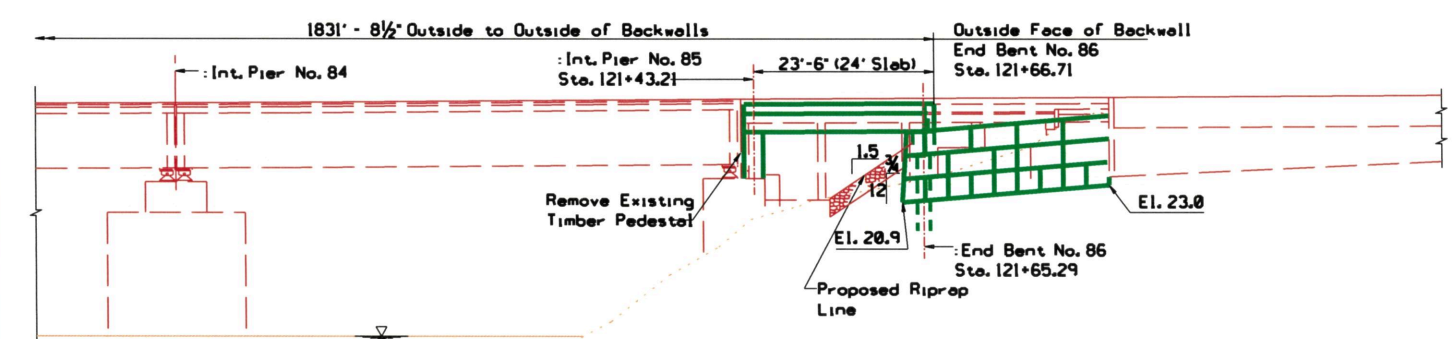 1831' - 8½" Outside to Outside of Backwalls
Outside Face of Backwall
End Bent No. 86
Sta. 121+66.71
: Int. Pier No. 84
: Int. Pier No. 85
Sta. 121+43.21
23'-6" (24' Slab)
1.5
¾
12
Remove Existing
Timber Pedestal
El. 20.9
El. 23.0
: End Bent No. 86
Sta. 121+65.29
Proposed Riprap
Line